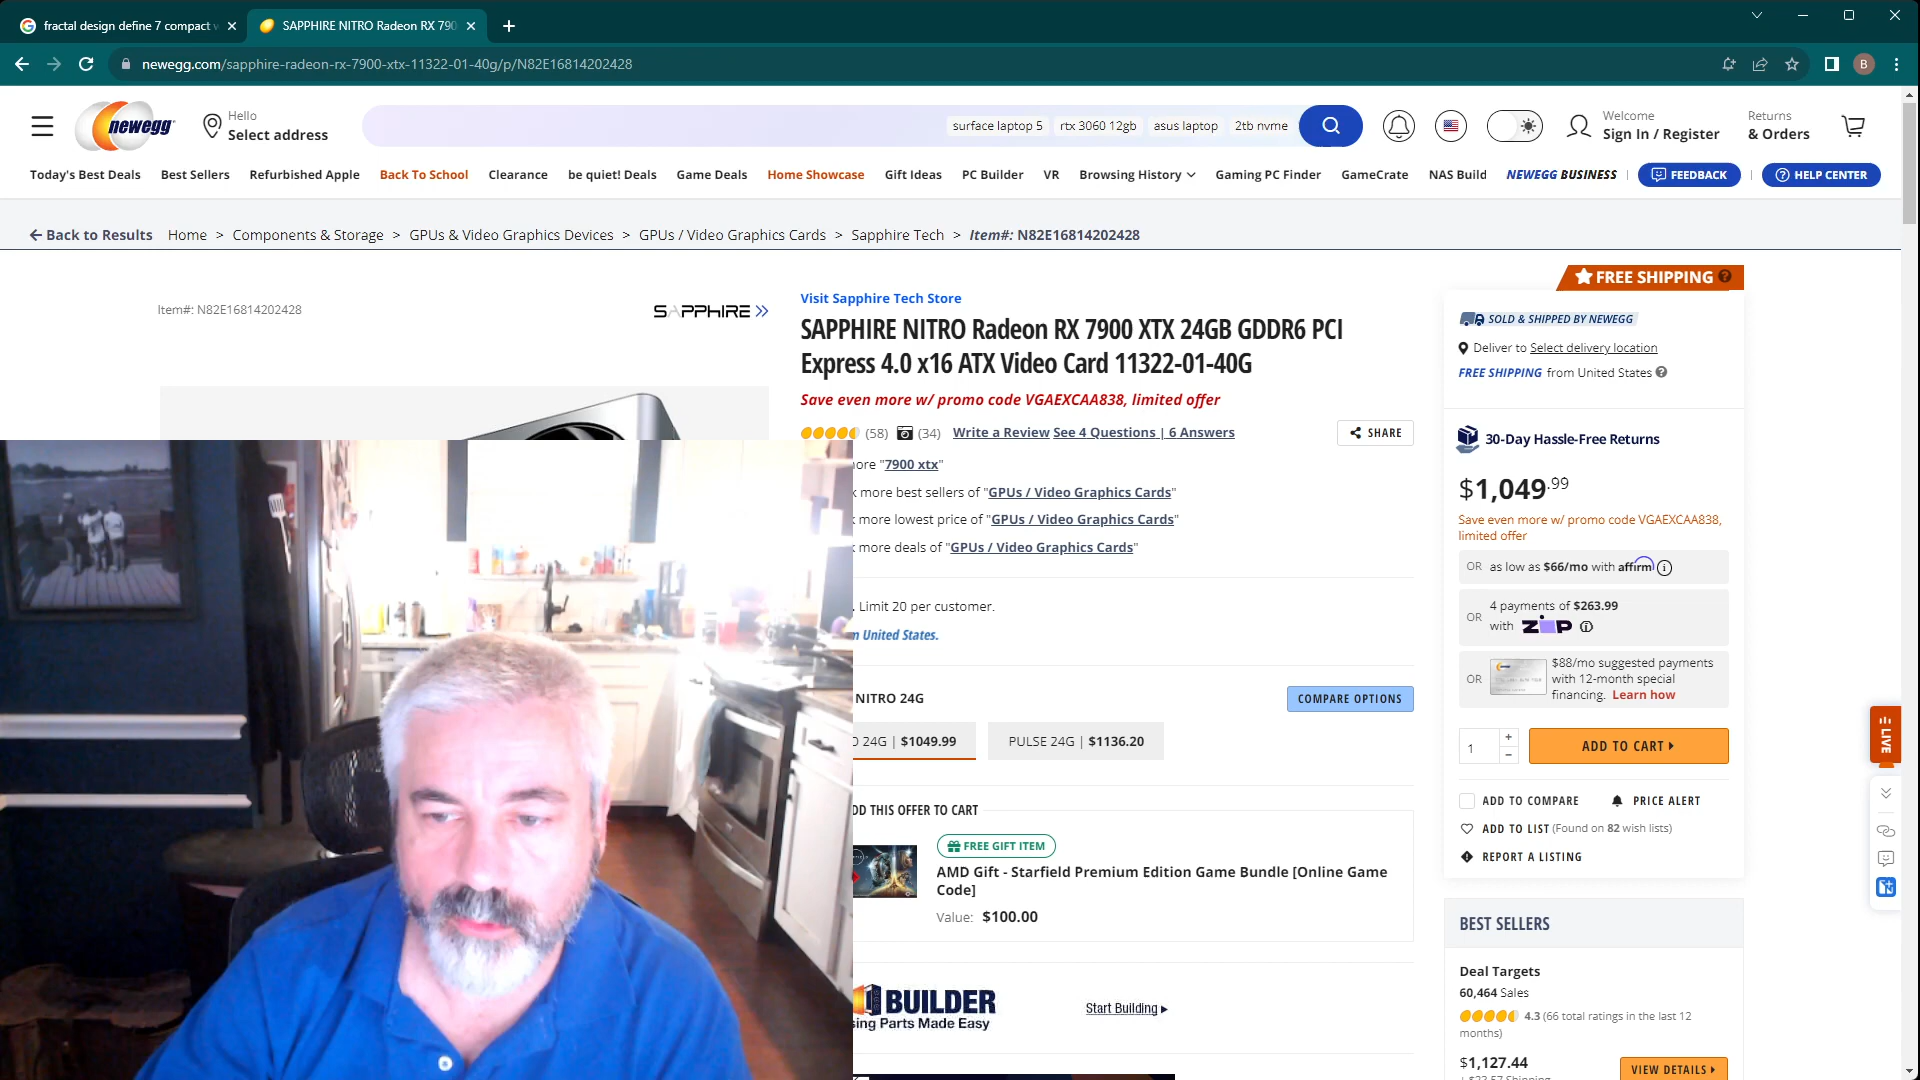 fractal design define 7 compact
SAPPHIRE NITRO Radeon RX 790
newegg.com/sapphire-radeon-rx-7900-xtx-11322-01-40g/p/N82E16814202428
B
newegg
Hello
Select address
surface laptop 5
rtx 3060 12gb
asus laptop
2tb nvme
Welcome
Sign In / Register
Returns
& Orders
Today's Best Deals
Best Sellers
Refurbished Apple
Back To School
Clearance
be quiet! Deals
Game Deals
Home Showcase
Gift Ideas
PC Builder
VR
Browsing History
Gaming PC Finder
GameCrate
NAS Build
NEWEGG BUSINESS
FEEDBACK
HELP CENTER
Back to Results
Home > Components & Storage > GPUs & Video Graphics Devices > GPUs / Video Graphics Cards > Sapphire Tech > Item#: N82E16814202428
Item#: N82E16814202428
SAPPHIRE
Visit Sapphire Tech Store
SAPPHIRE NITRO Radeon RX 7900 XTX 24GB GDDR6 PCI
Express 4.0 x16 ATX Video Card 11322-01-40G
Save even more w/ promo code VGAEXCAA838, limited offer
(58) (34) Write a Review See 4 Questions | 6 Answers
SHARE
ore "7900 xtx"
more best sellers of "GPUs / Video Graphics Cards"
more lowest price of "GPUs / Video Graphics Cards"
more deals of "GPUs / Video Graphics Cards"
. Limit 20 per customer.
United States.
NITRO 24G
COMPARE OPTIONS
O 24G | $1049.99
PULSE 24G | $1136.20
DD THIS OFFER TO CART
FREE GIFT ITEM
AMD Gift - Starfield Premium Edition Game Bundle [Online Game
Code]
Value: $100.00
BUILDER
sing Parts Made Easy
Start Building
FREE SHIPPING
SOLD & SHIPPED BY NEWEGG
Deliver to Select delivery location
FREE SHIPPING from United States
30-Day Hassle-Free Returns
$1,049.99
Save even more w/ promo code VGAEXCAA838,
limited offer
OR as low as $66/mo with affirm
OR 4 payments of $263.99
with ZIP
OR $88/mo suggested payments
with 12-month special
financing. Learn how
1
ADD TO CART
ADD TO COMPARE
PRICE ALERT
ADD TO LIST (Found on 82 wish lists)
REPORT A LISTING
LIVE
BEST SELLERS
Deal Targets
60,464 Sales
4.3 (66 total ratings in the last 12
months)
$1,127.44
VIEW DETAILS